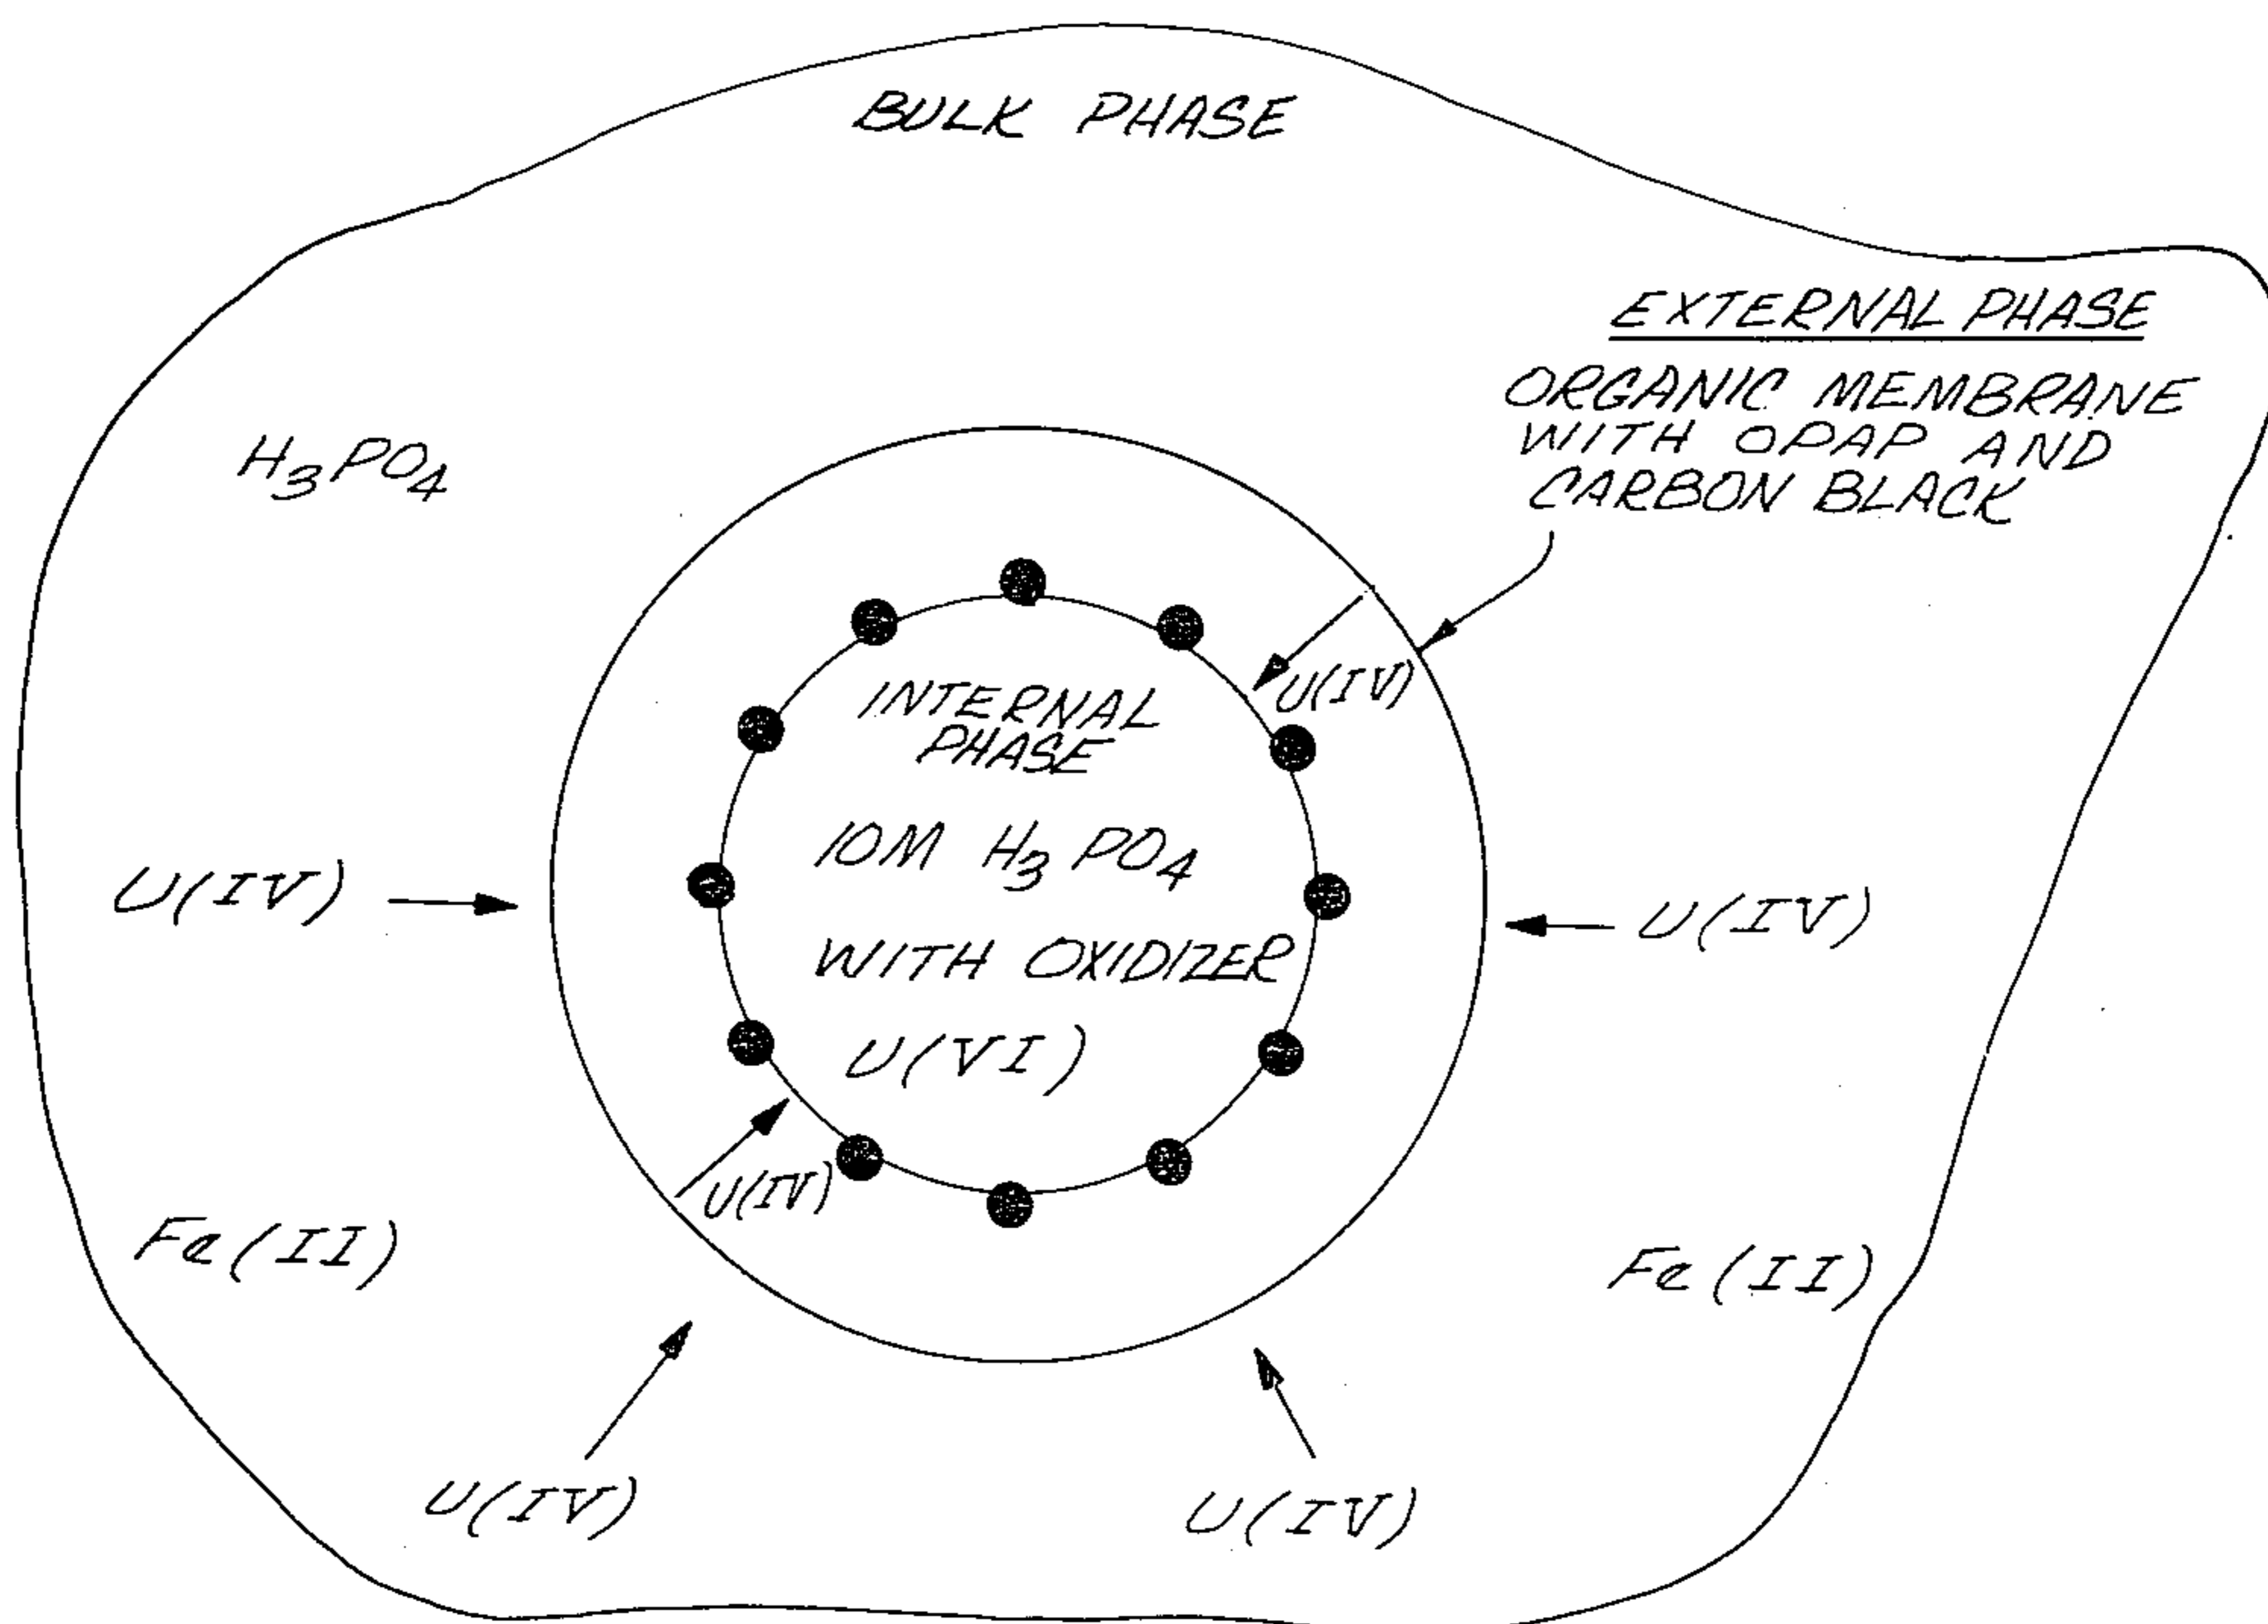 BULK PHASE
EXTERNAL PHASE
ORGANIC MEMBRANE
WITH OPAP AND
CARBON BLACK
H₃PO₄
U(IV)
INTERNAL
PHASE
10M H₃PO₄
WITH OXIDIZER
U(VI)
U(IV)
U(IV)
U(IV)
Fe(II)
Fe(II)
U(IV)
U(IV)